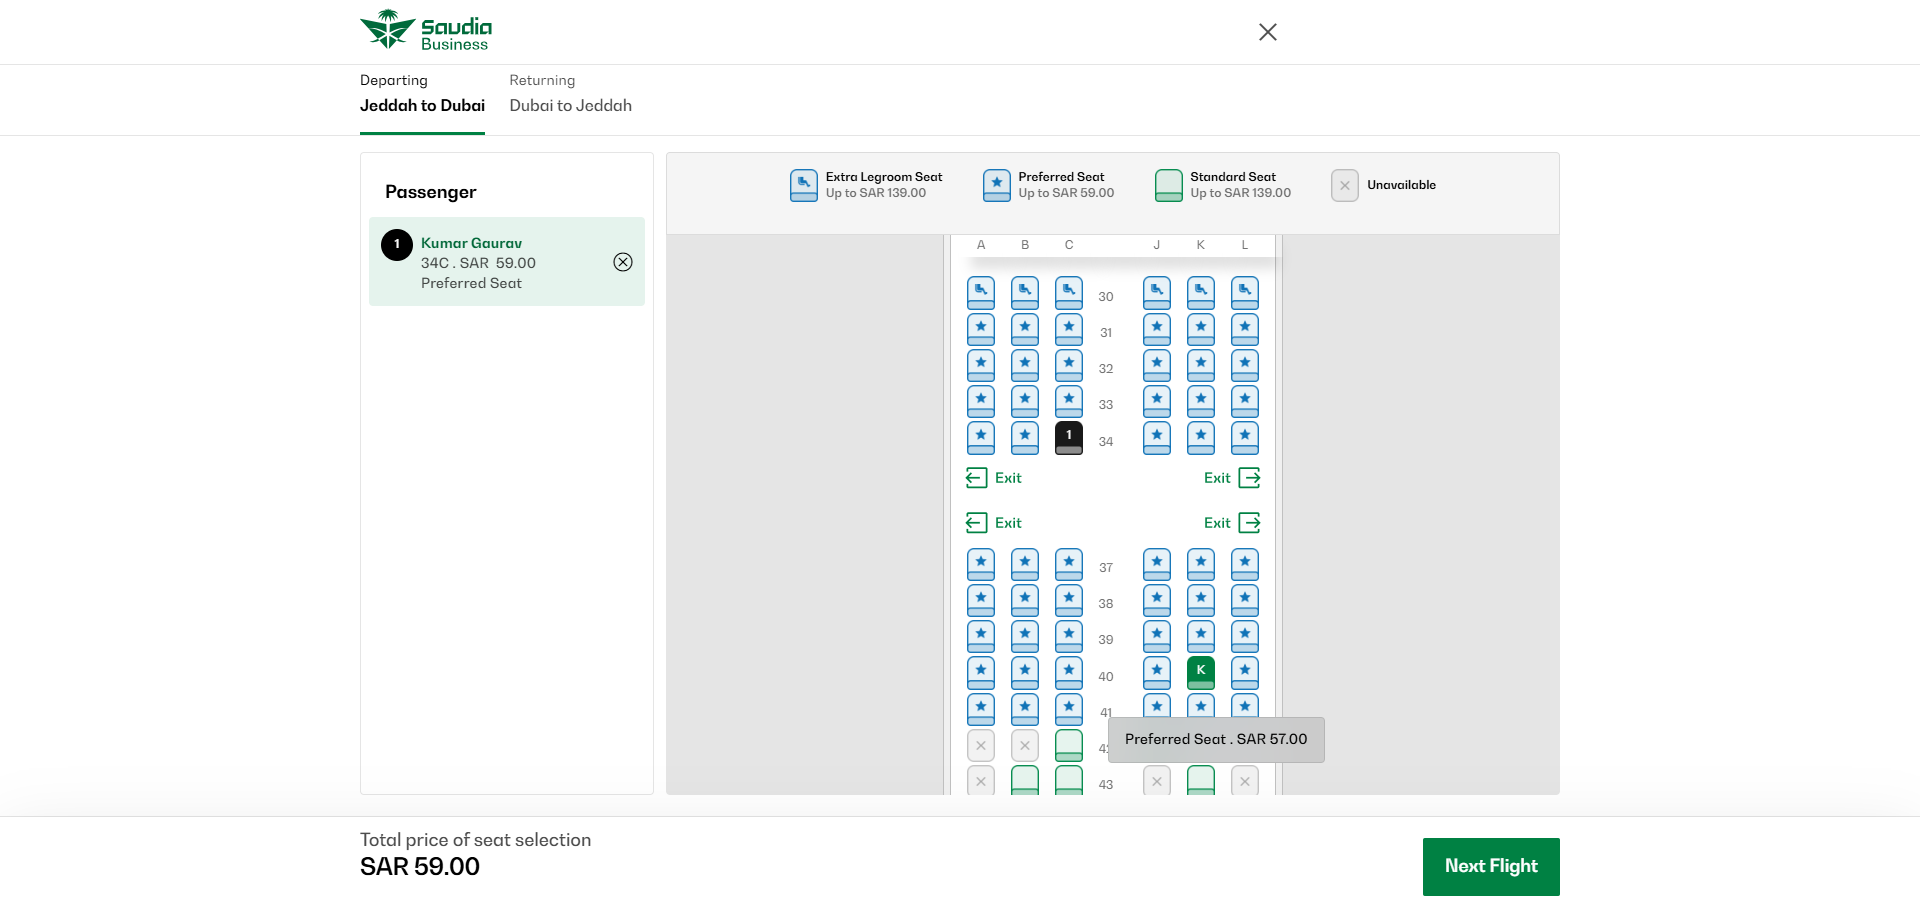 Saudia
Business
Departing
Jeddah to Dubai
Returning
Dubai to Jeddah
Passenger
1
Kumar Gaurav
34C . SAR 59.00
Preferred Seat
Extra Legroom Seat
Up to SAR 139.00
Preferred Seat
Up to SAR 59.00
Standard Seat
Up to SAR 139.00
Unavailable
A B C J K L
30
31
32
33
1 34
Exit Exit
Exit Exit
37
38
39
40 K
41
Preferred Seat . SAR 57.00
43
Total price of seat selection
SAR 59.00
Next Flight